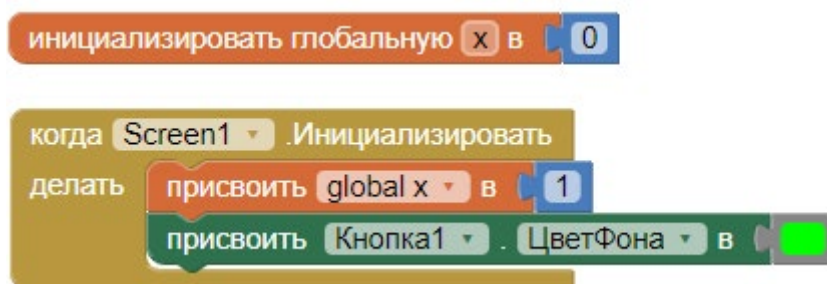 инициализировать глобальную x в 0
когда Screen1 .Инициализировать
делать присвоить global x в 1
присвоить Кнопка1 . ЦветФона в